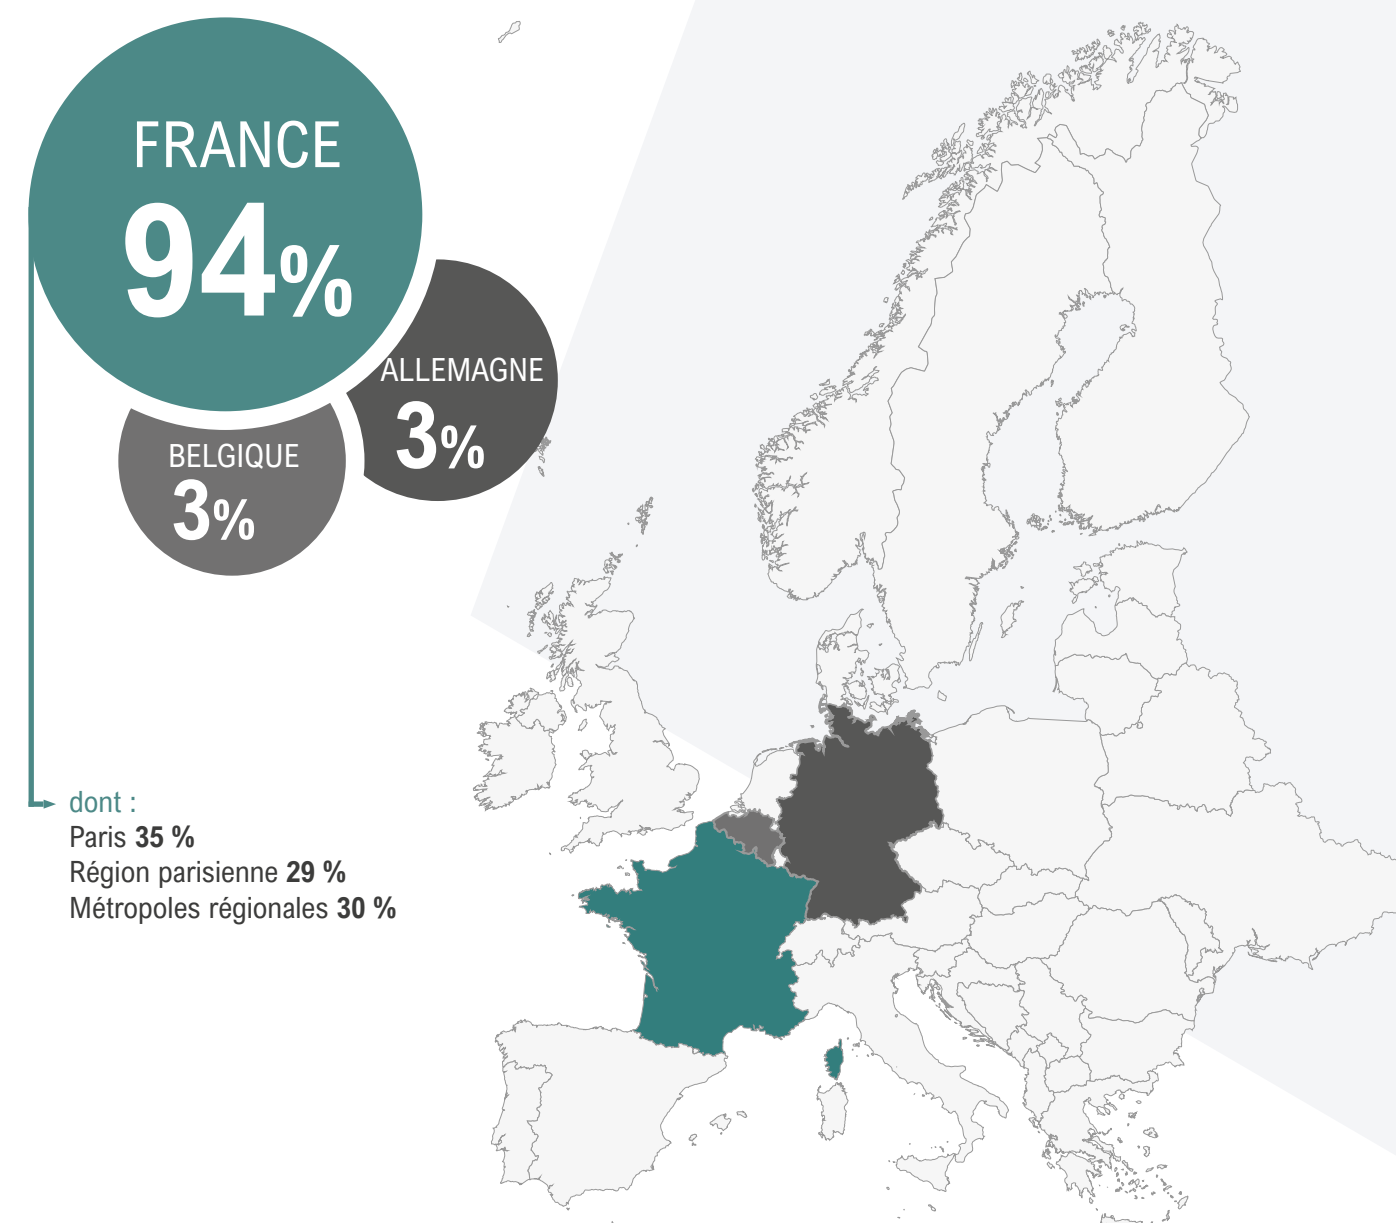 FRANCE
94%
ALLEMAGNE
3%
BELGIQUE
3%
dont :
Paris 35 %
Région parisienne 29 %
Métropoles régionales 30 %